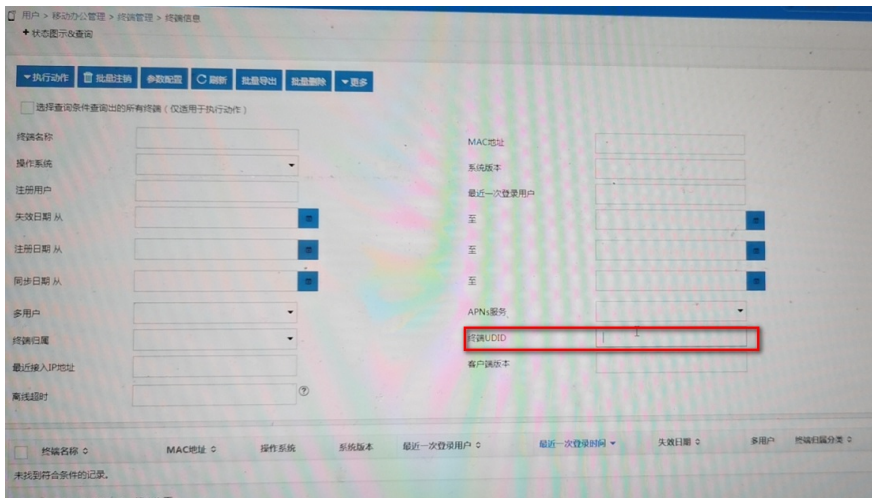 用户 > 移动办公管理 > 终端管理 > 终端信息
+ 状态图示&查询
执行动作 批量注销 参数配置 刷新 批量导出 批量删除 更多
选择查询条件查询出的所有终端（仅适用于执行动作）
终端名称 MAC地址
操作系统 系统版本
注册用户 最近一次登录用户
失效日期 从 至
注册日期 从 至
同步日期 从 至
多用户 APNs服务
终端归属 终端UDID
最近接入IP地址 客户端版本
离线超时
终端名称 MAC地址 操作系统 系统版本 最近一次登录用户 最近一次登录时间 失效日期 多用户 终端归属分类
未找到符合条件的记录。